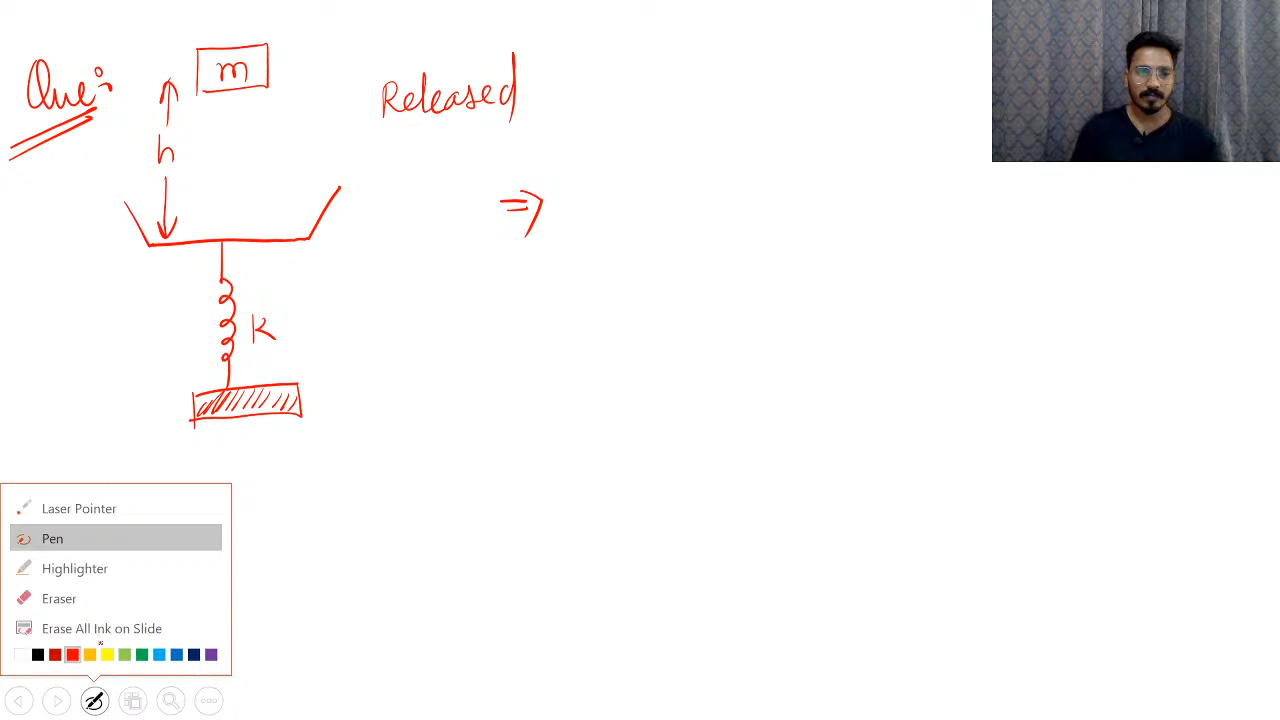 Que:
m
Released
h
⇒
K
Laser Pointer
Pen
Highlighter
Eraser
Erase All Ink on Slide